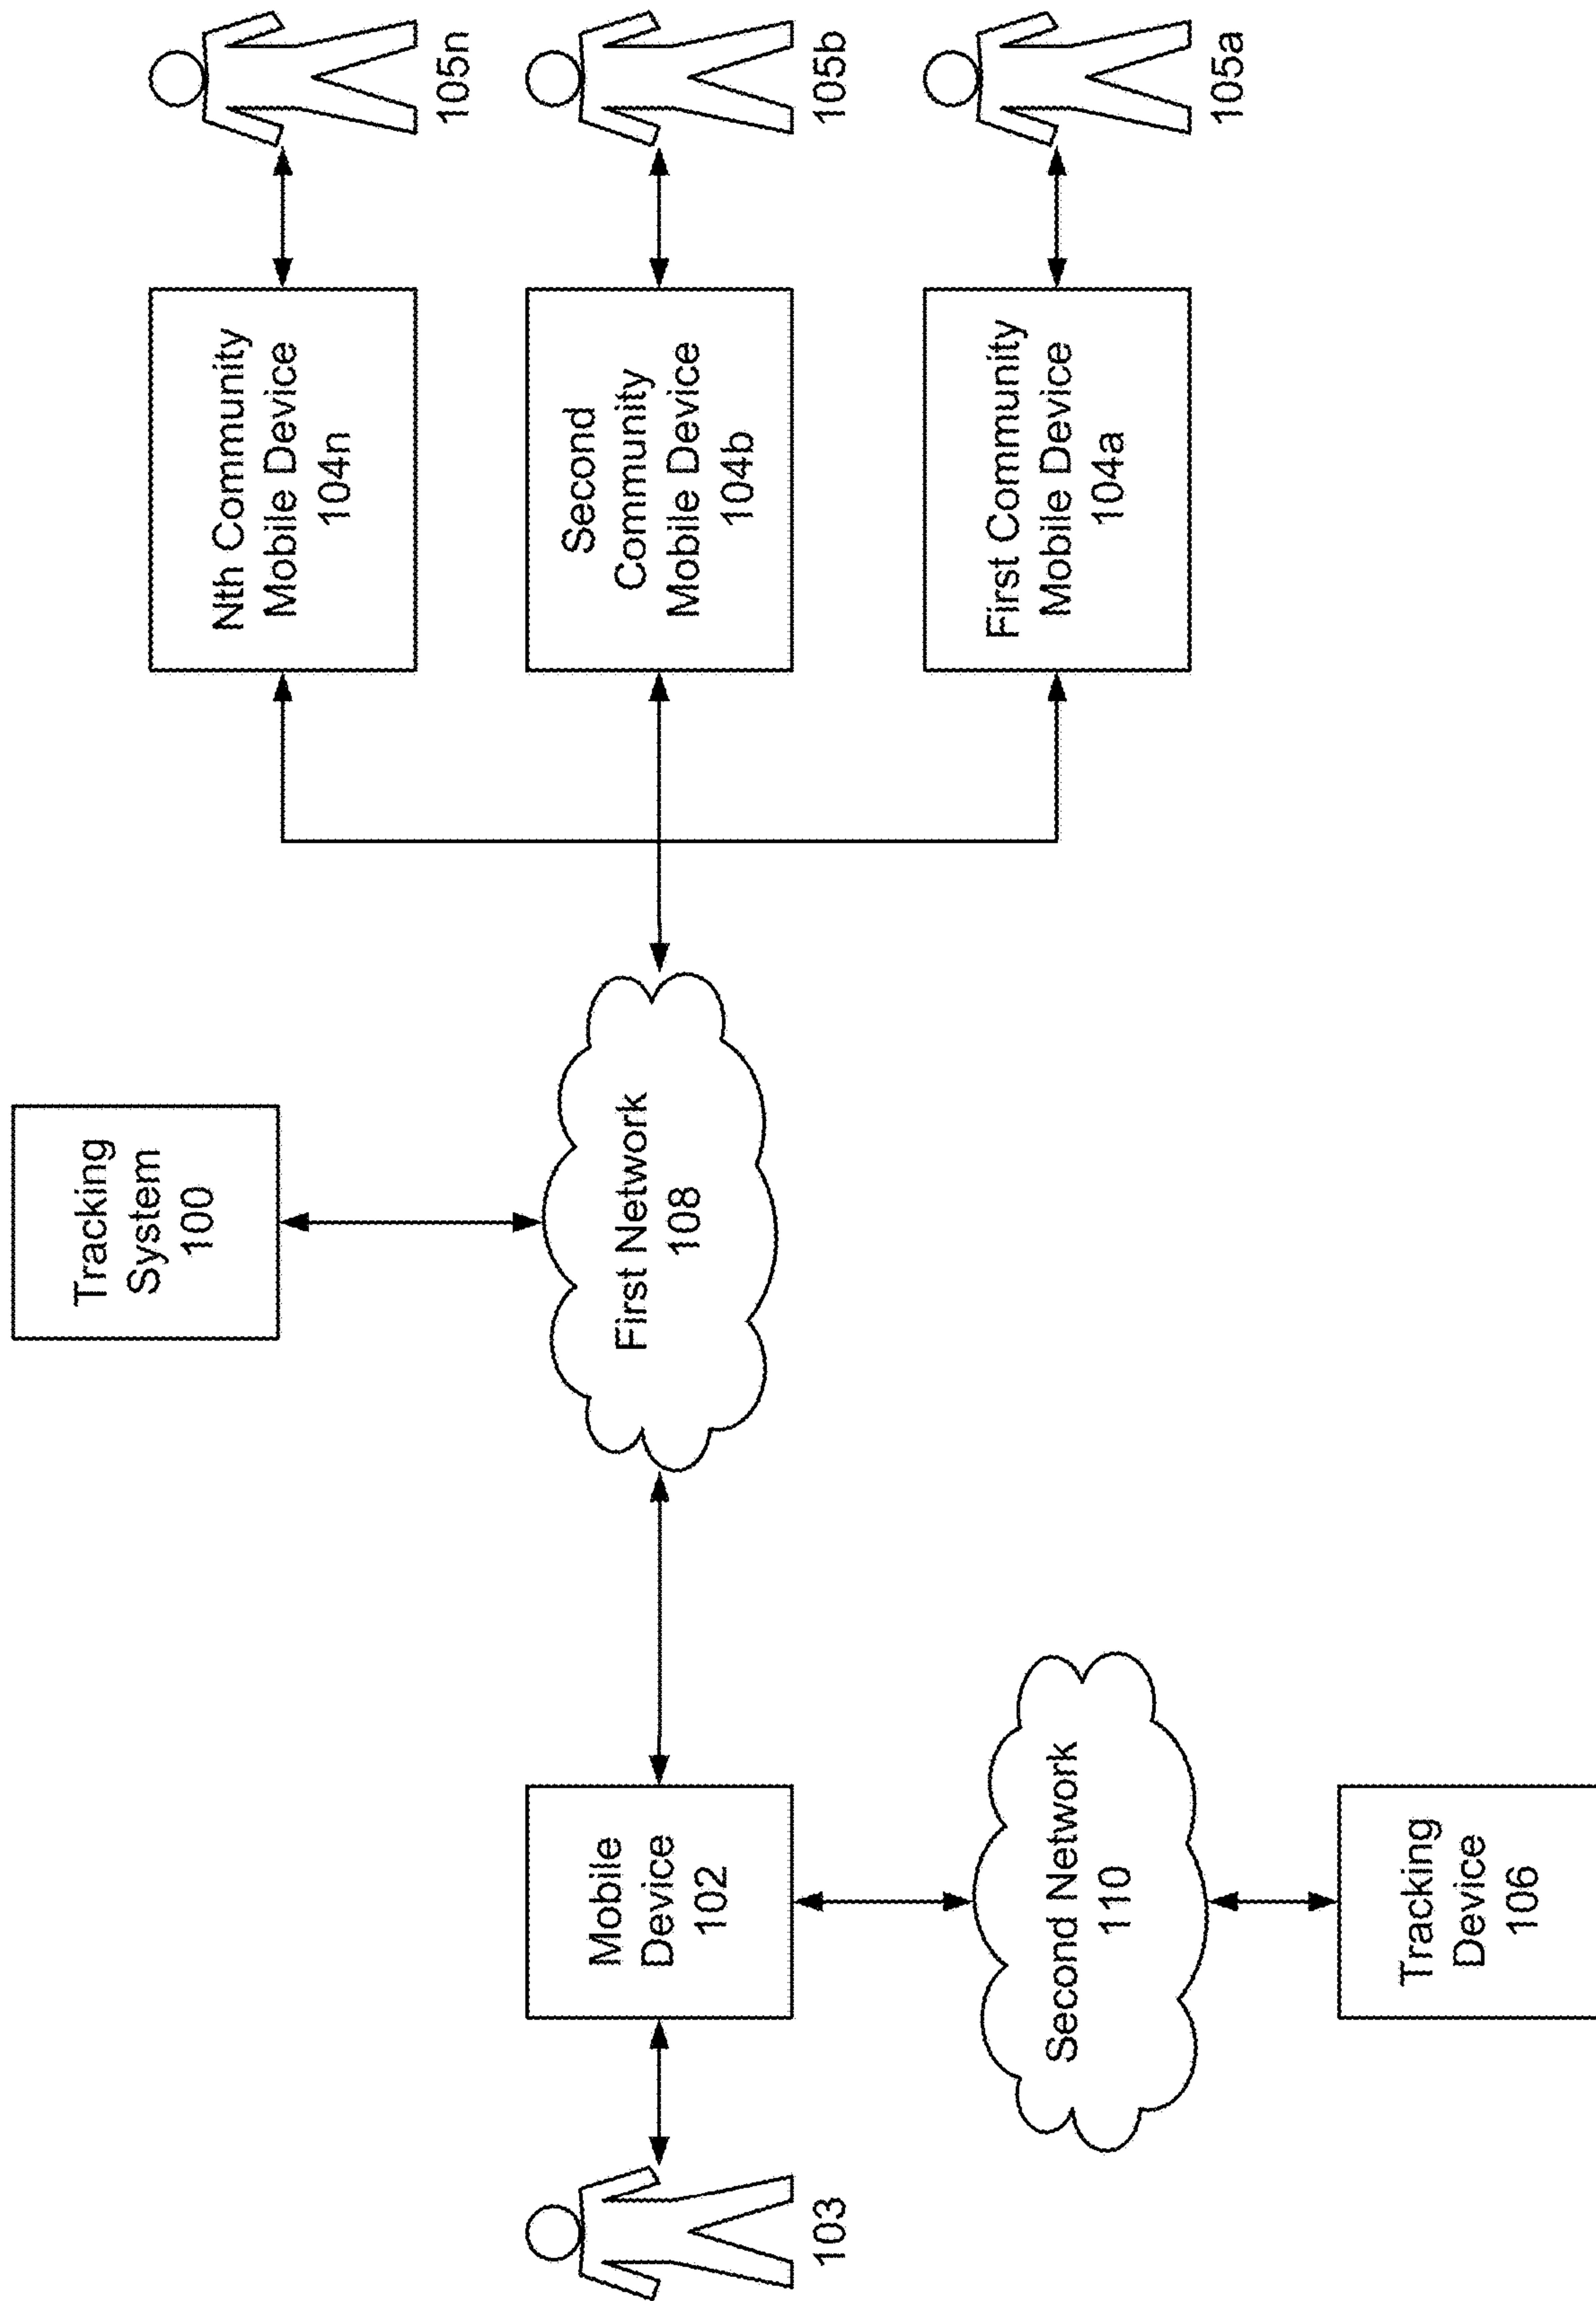 Tracking
System
100
Nth Community
Mobile Device
104n
105n
103
Mobile
Device
102
First Network
108
Second
Community
Mobile Device
104b
105b
Second Network
110
First Community
Mobile Device
104a
105a
Tracking
Device
106